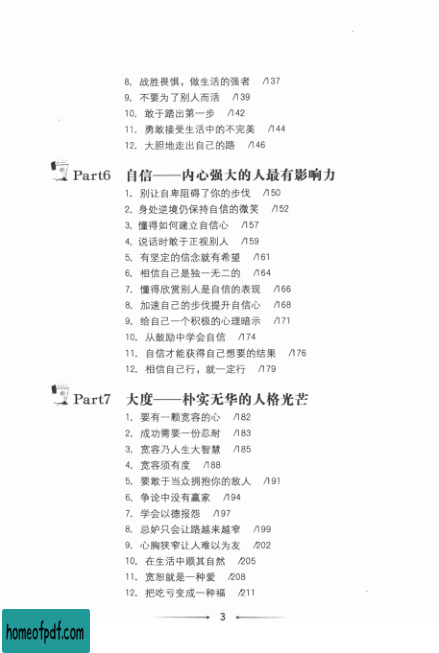 8. 战胜畏惧，做生活的强者 /137
9. 不要为了别人而活 /139
10. 敢于踏出第一步 /142
11. 勇敢接受生活中的不完美 /144
12. 大胆地走出自己的路 /146
Part6 自信——内心强大的人最有影响力
1. 别让自卑阻碍了你的步伐 /150
2. 身处逆境仍保持自信的微笑 /152
3. 懂得如何建立自信心 /157
4. 说话时敢于正视别人 /159
5. 有坚定的信念就有希望 /161
6. 相信自己是独一无二的 /164
7. 懂得欣赏别人是自信的表现 /166
8. 加速自己的步伐提升自信心 /168
9. 给自己一个积极的心理暗示 /171
10. 从鼓励中学会自信 /174
11. 自信才能获得自己想要的结果 /176
12. 相信自己行，就一定行 /179
Part7 大度——朴实无华的人格光芒
1. 要有一颗宽容的心 /182
2. 成功需要一份忍耐 /183
3. 宽容乃人生大智慧 /185
4. 宽容须有度 /188
5. 要敢于当众拥抱你的敌人 /191
6. 争论中没有赢家 /194
7. 学会以德报怨 /197
8. 忌妒只会让路越来越窄 /199
9. 心胸狭窄让人难以为友 /202
10. 在生活中顺其自然 /205
11. 宽恕就是一种爱 /208
12. 把吃亏变成一种福 /211
3
homeofpdf.com